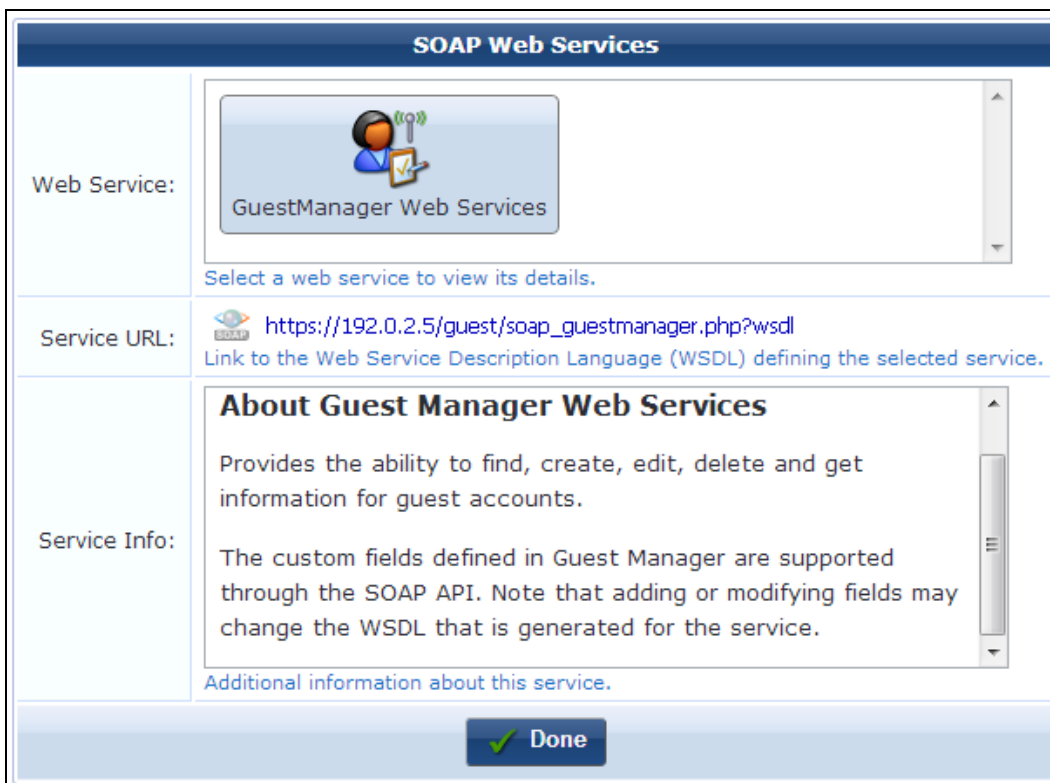 SOAP Web Services
Web Service:
GuestManager Web Services
Select a web service to view its details.
Service URL:
SOAP
https://192.0.2.5/guest/soap_guestmanager.php?wsdl
Link to the Web Service Description Language (WSDL) defining the selected service.
Service Info:
About Guest Manager Web Services
Provides the ability to find, create, edit, delete and get
information for guest accounts.
The custom fields defined in Guest Manager are supported
through the SOAP API. Note that adding or modifying fields may
change the WSDL that is generated for the service.
Additional information about this service.
Done